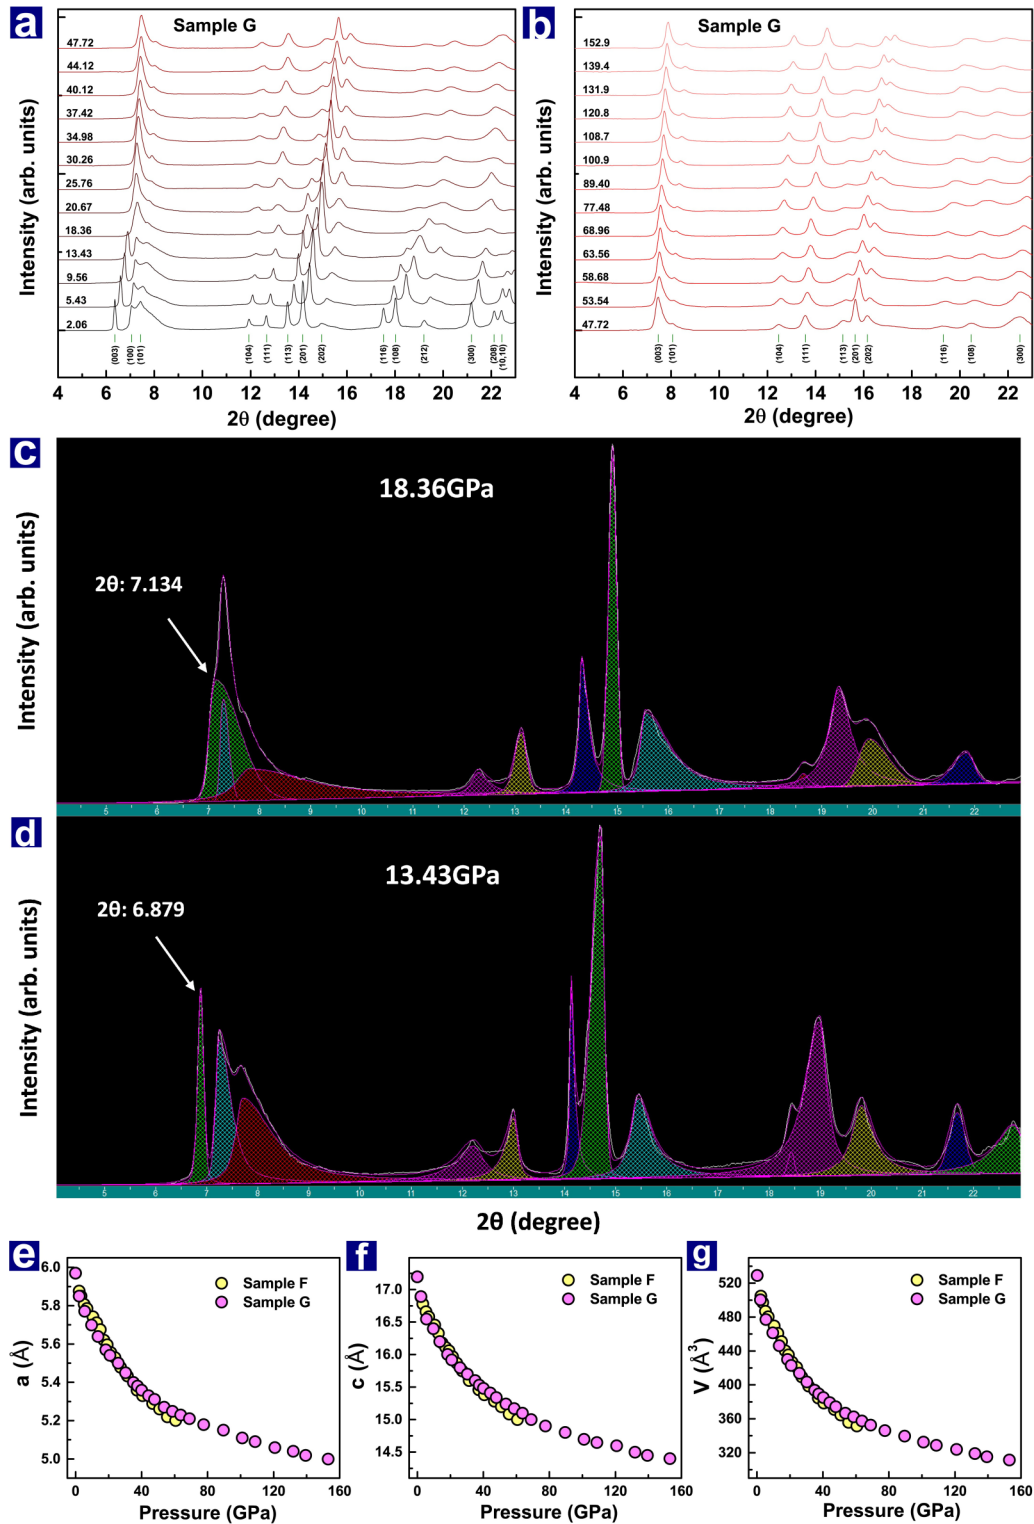 a
Sample G
47.72
44.12
40.12
37.42
34.98
30.26
25.76
20.67
18.36
13.43
9.56
5.43
2.06
(003) (100) (101) (104) (111) (113) (201) (202) (116) (108) (212) (300) (208) (10,10)
4 6 8 10 12 14 16 18 20 22
2θ (degree)
Intensity (arb. units)
b
Sample G
152.9
139.4
131.9
120.8
108.7
100.9
89.40
77.48
68.96
63.56
58.68
53.54
47.72
(003) (101) (104) (111) (113) (201) (202) (116) (108) (300)
4 6 8 10 12 14 16 18 20 22
2θ (degree)
Intensity (arb. units)
c
18.36GPa
2θ: 7.134
Intensity (arb. units)
5 6 7 8 9 10 11 12 13 14 15 16 17 18 19 20 21 22
d
13.43GPa
2θ: 6.879
Intensity (arb. units)
5 6 7 8 9 10 11 12 13 14 15 16 17 18 19 20 21 22
2θ (degree)
e
6.0
5.8
5.6
5.4
5.2
5.0
a (Å)
Sample F
Sample G
0 40 80 120 160
Pressure (GPa)
f
17.0
16.5
16.0
15.5
15.0
14.5
c (Å)
Sample F
Sample G
0 40 80 120 160
Pressure (GPa)
g
520
480
440
400
360
320
V (Å³)
Sample F
Sample G
0 40 80 120 160
Pressure (GPa)